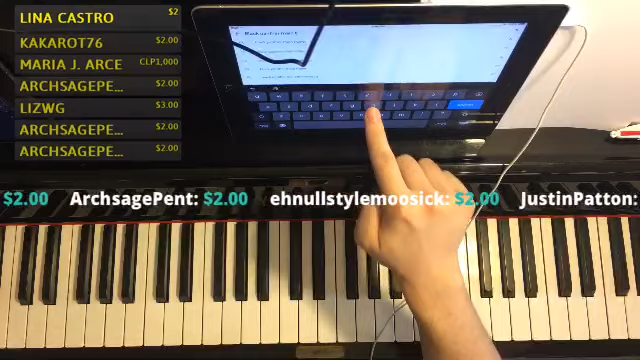 LINA CASTRO $2
KAKAROT76 $2.00
MARIA J. ARCE CLP1,000
ARCHSAGEPE... $2.00
LIZWG $3.00
ARCHSAGEPE... $2.00
ARCHSAGEPE... $2.00
$2.00 ArchsagePent: $2.00 ehnullstylemoosick: $2.00 JustinPatton: